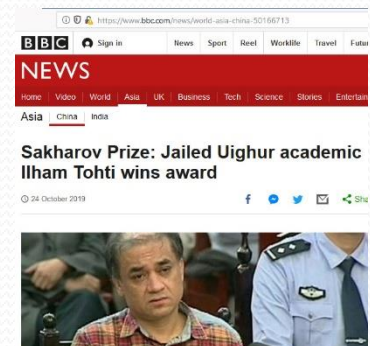 https://www.bbc.com/news/world-asia-china-50166713
BBC Sign in News Sport Reel Worklife Travel Futu
NEWS
Home Video World Asia UK Business Tech Science Stories Entertain
Asia China India
Sakharov Prize: Jailed Uighur academic
Ilham Tohti wins award
24 October 2019 Sha